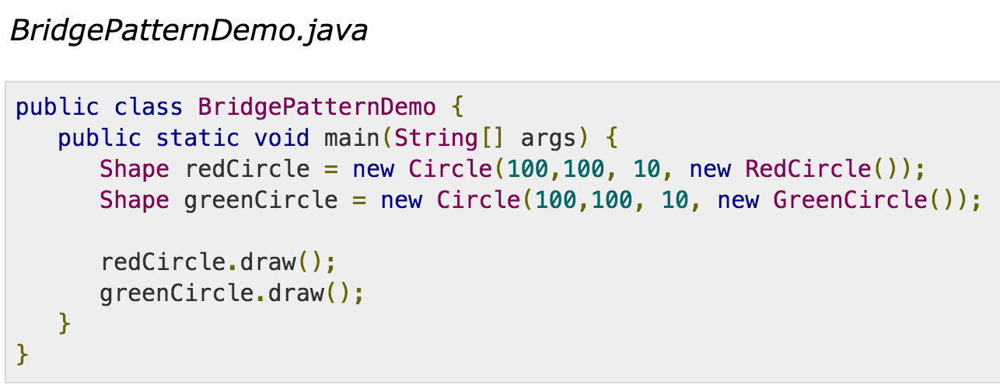 BridgePatternDemo.java
public class BridgePatternDemo {
   public static void main(String[] args) {
      Shape redCircle = new Circle(100,100, 10, new RedCircle());
      Shape greenCircle = new Circle(100,100, 10, new GreenCircle());

      redCircle.draw();
      greenCircle.draw();
   }
}